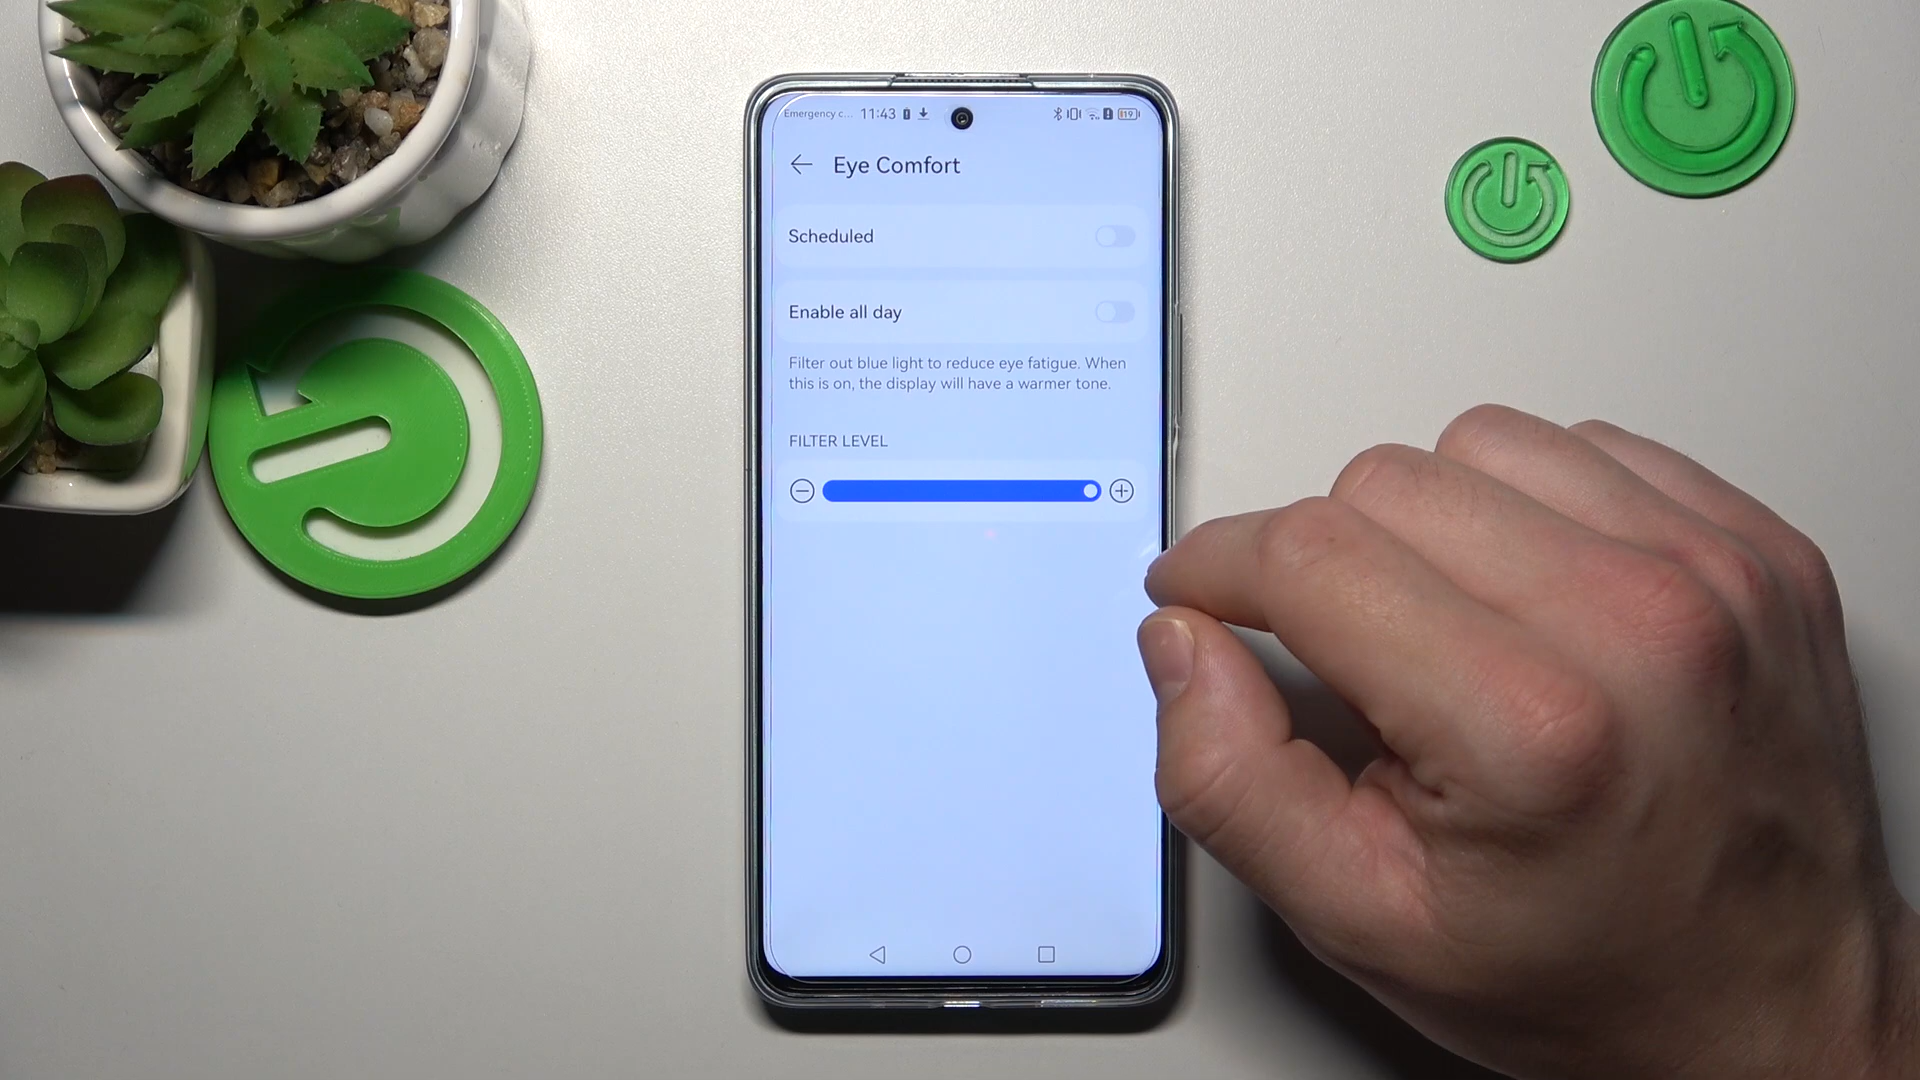 Emergency c... 11:43 19
Eye Comfort
Scheduled
Enable all day
Filter out blue light to reduce eye fatigue. When
this is on, the display will have a warmer tone.
FILTER LEVEL